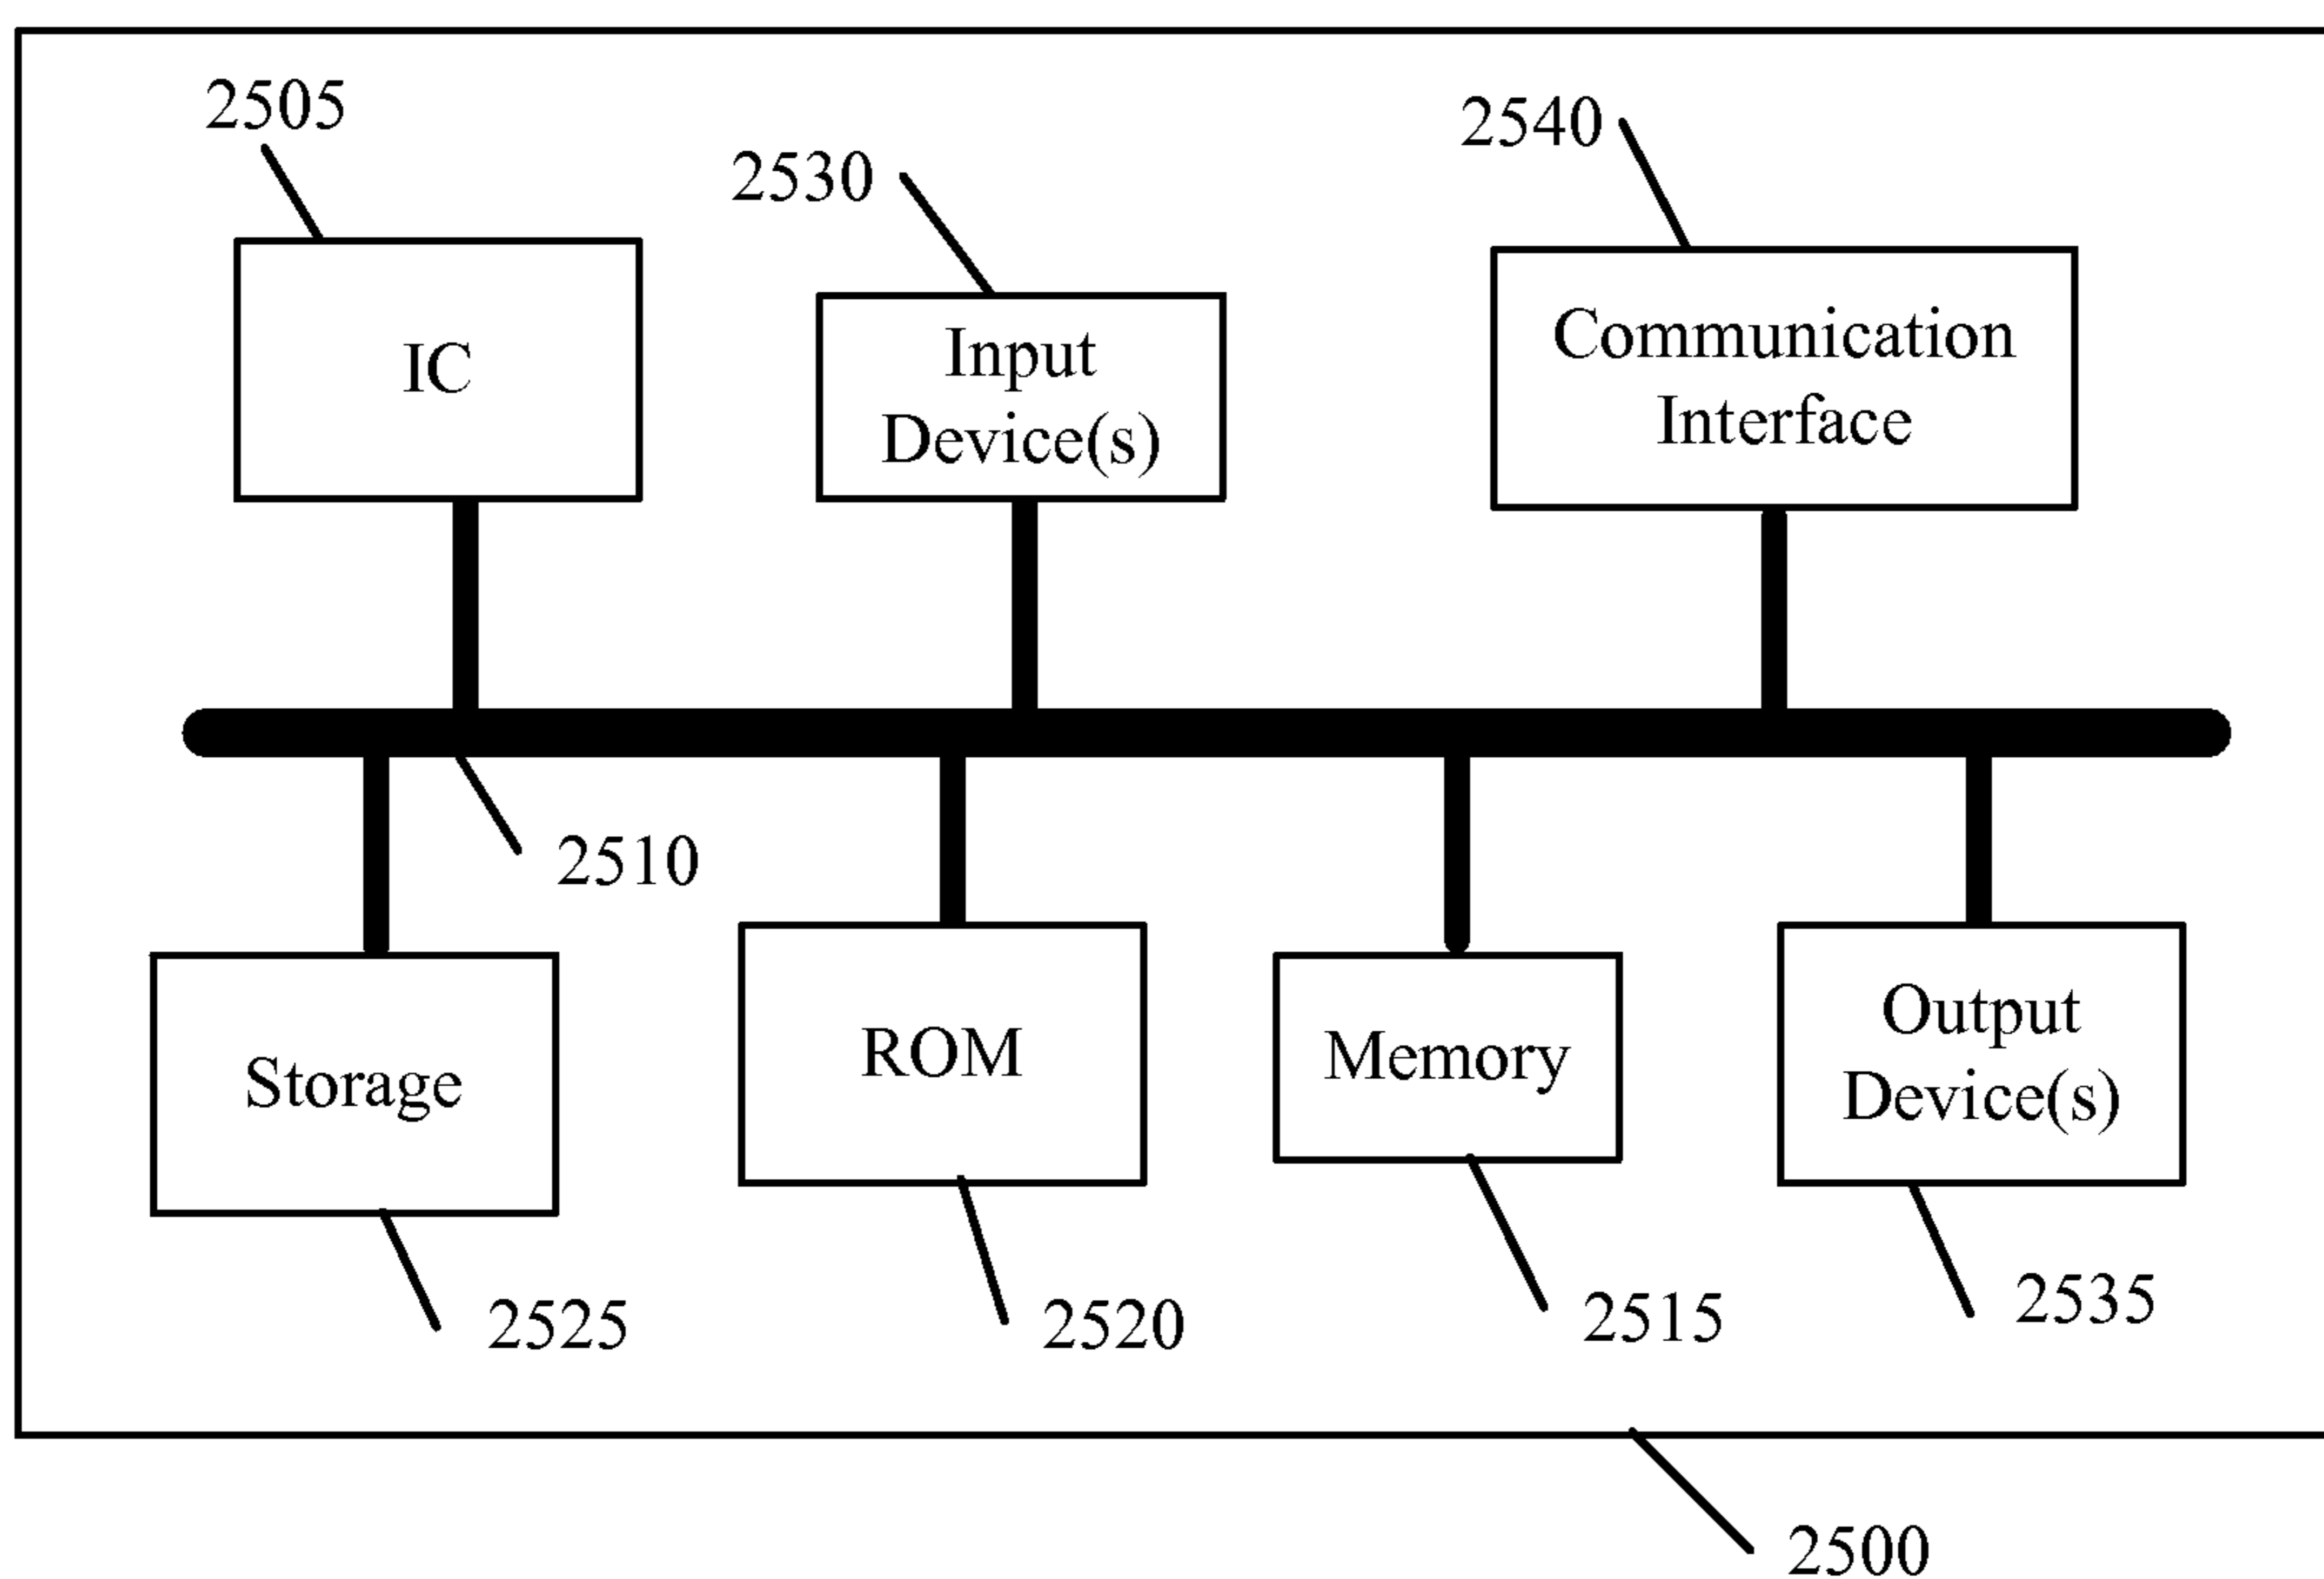 2505
2530
2540
IC
Input
Device(s)
Communication
Interface
2510
Storage
ROM
Memory
Output
Device(s)
2525
2520
2515
2535
2500